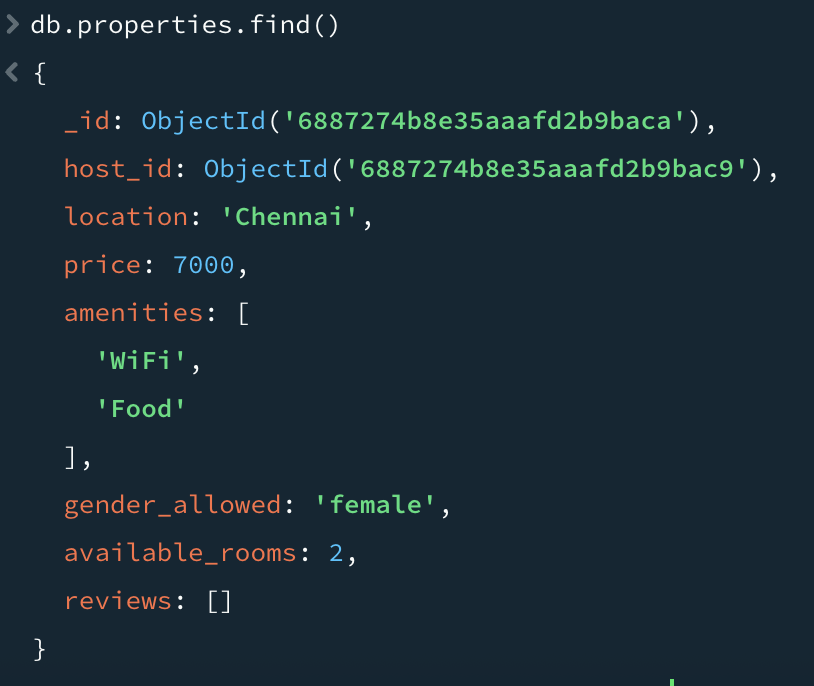 db.properties.find()
{
_id: ObjectId('6887274b8e35aaafd2b9baca'),
host_id: ObjectId('6887274b8e35aaafd2b9bac9'),
location: 'Chennai',
price: 7000,
amenities: [
'WiFi',
'Food'
],
gender_allowed: 'female',
available_rooms: 2,
reviews: []
}